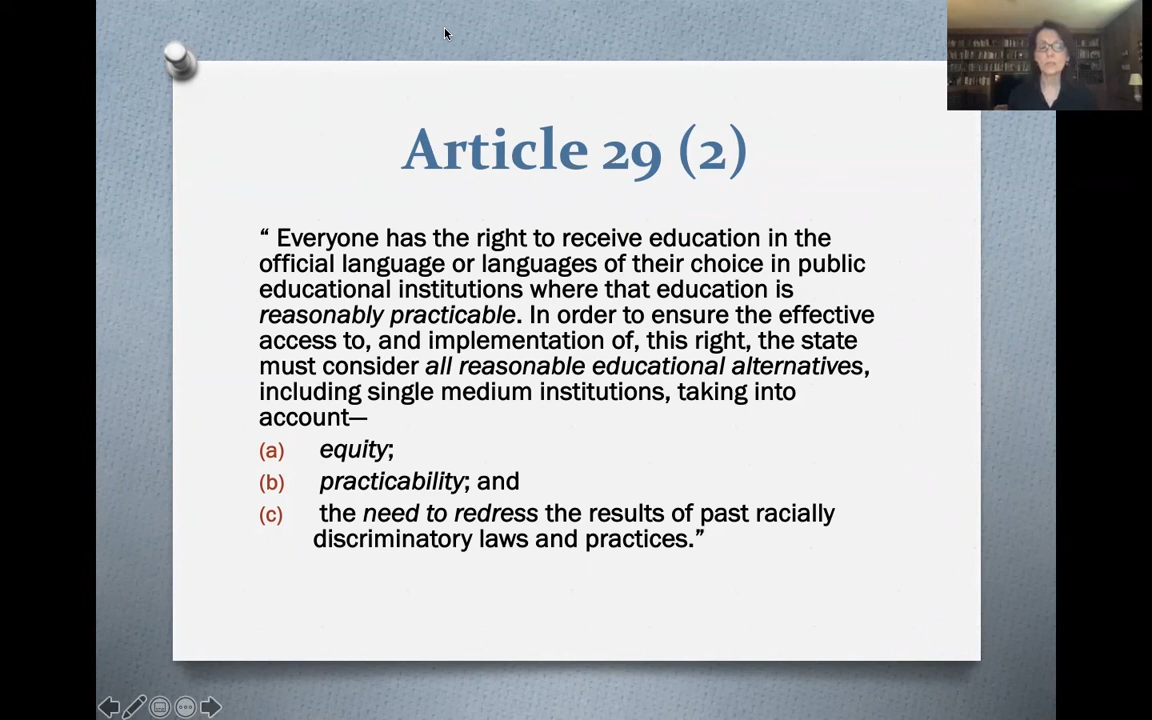 Article 29 (2)
“ Everyone has the right to receive education in the
official language or languages of their choice in public
educational institutions where that education is
reasonably practicable. In order to ensure the effective
access to, and implementation of, this right, the state
must consider all reasonable educational alternatives,
including single medium institutions, taking into
account—
(a) equity;
(b) practicability; and
(c) the need to redress the results of past racially
discriminatory laws and practices.”